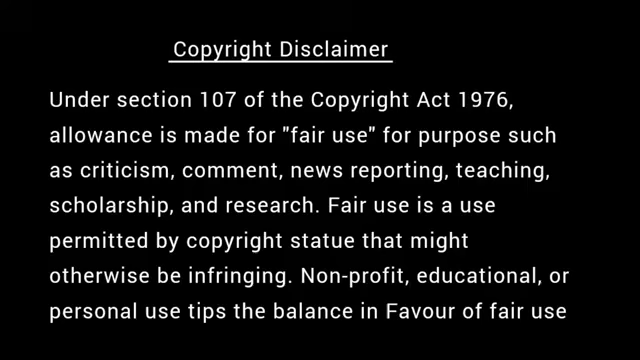 Copyright Disclaimer
Under section 107 of the Copyright Act 1976,
allowance is made for "fair use" for purpose such
as criticism, comment, news reporting, teaching,
scholarship, and research. Fair use is a use
permitted by copyright statue that might
otherwise be infringing. Non-profit, educational, or
personal use tips the balance in Favour of fair use